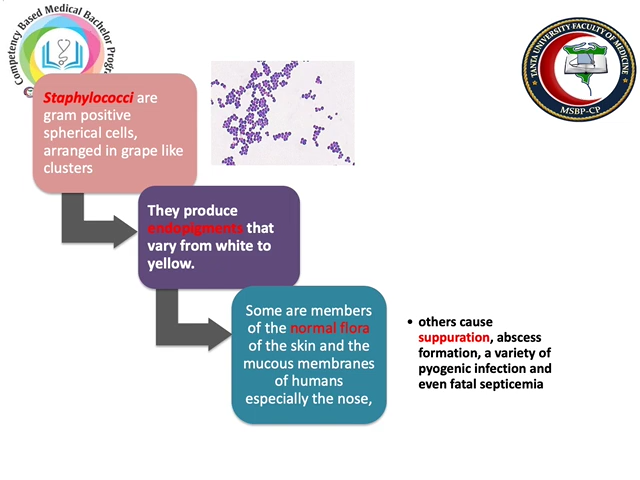 Competency Based Medical Bachelor Progr
TANTA UNIVERSITY FACULTY OF MEDICINE
MSBP-CP
Staphylococci are
gram positive
spherical cells,
arranged in grape like
clusters
They produce
endopigments that
vary from white to
yellow.
Some are members
of the normal flora
of the skin and the
mucous membranes
of humans
especially the nose,
• others cause
suppuration, abscess
formation, a variety of
pyogenic infection and
even fatal septicemia